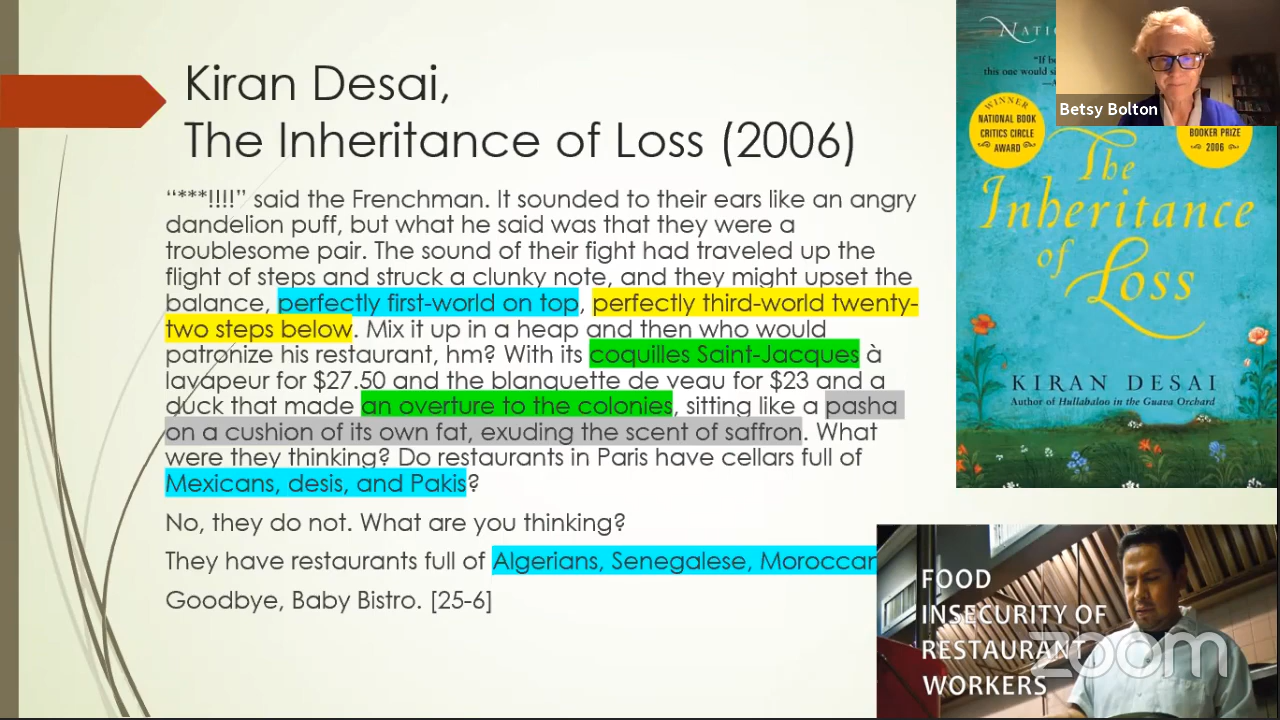 Kiran Desai,
The Inheritance of Loss (2006)
“***!!!!” said the Frenchman. It sounded to their ears like an angry
dandelion puff, but what he said was that they were a
troublesome pair. The sound of their fight had traveled up the
flight of steps and struck a clunky note, and they might upset the
balance, perfectly first-world on top, perfectly third-world twenty-
two steps below. Mix it up in a heap and then who would
patronize his restaurant, hm? With its coquilles Saint-Jacques à
lavapeur for $27.50 and the blanquette de veau for $23 and a
duck that made an overture to the colonies, sitting like a pasha
on a cushion of its own fat, exuding the scent of saffron. What
were they thinking? Do restaurants in Paris have cellars full of
Mexicans, desis, and Pakis?
No, they do not. What are you thinking?
They have restaurants full of Algerians, Senegalese, Moroccan
Goodbye, Baby Bistro. [25-6]
"If
this one would
Betsy Bolton
WINNER
NATIONAL BOOK
CRITICS CIRCLE
AWARD
BOOKER PRIZE
2006
The
Inheritance
of
Loss
KIRAN DESAI
Author of Hullabaloo in the Guava Orchard
FOOD
INSECURITY OF
RESTAURANT
WORKERS
zoom